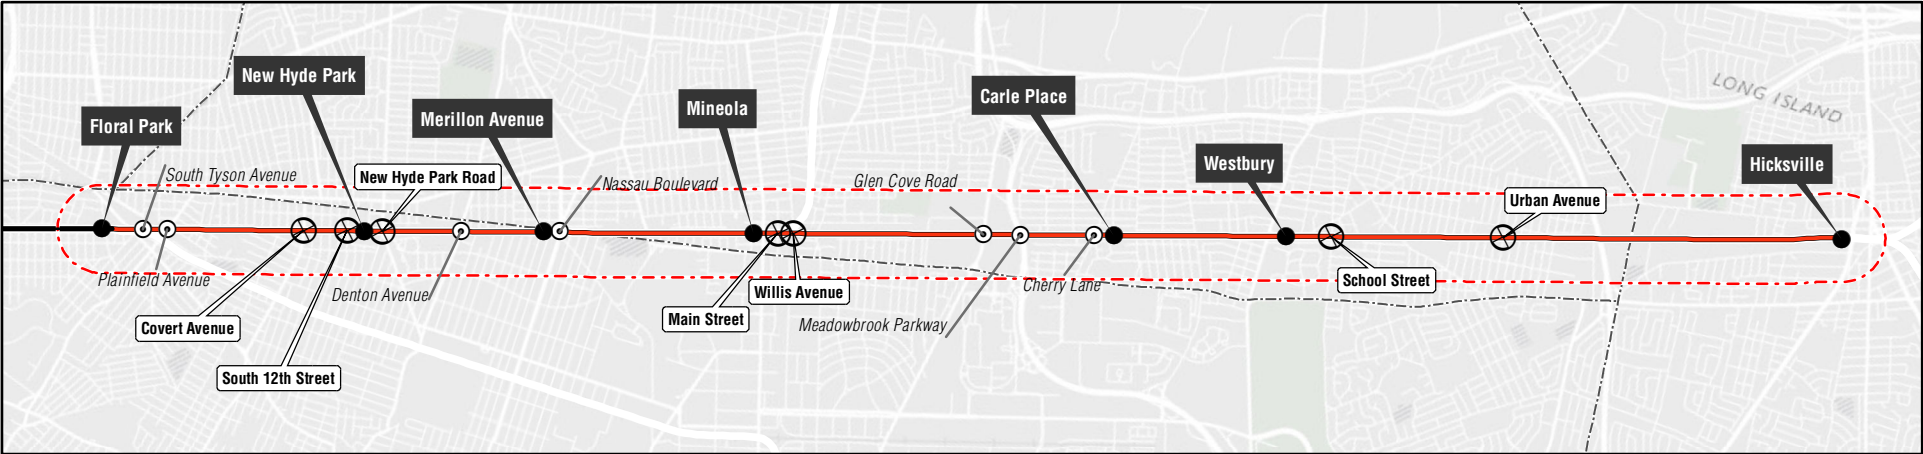 New Hyde Park
LONG ISLAND
Carle Place
Mineola
Merillon Avenue
Floral Park
Westbury
Hicksville
South Tyson Avenue
New Hyde Park Road
Nassau Boulevard
Glen Cove Road
Urban Avenue
Plainfield Avenue
Denton Avenue
Willis Avenue
Cherry Lane
School Street
Covert Avenue
Main Street
Meadowbrook Parkway
South 12th Street